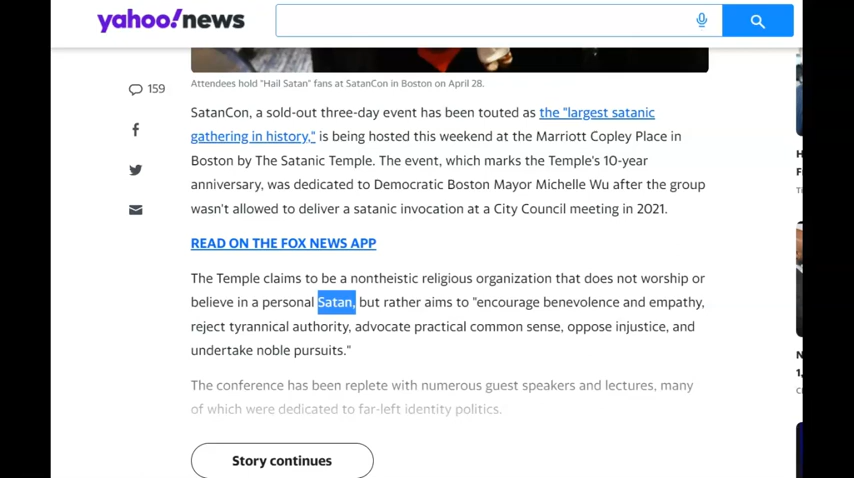 yahoo!news
159
Attendees hold "Hail Satan" fans at SatanCon in Boston on April 28.
SatanCon, a sold-out three-day event has been touted as the "largest satanic
gathering in history," is being hosted this weekend at the Marriott Copley Place in
Boston by The Satanic Temple. The event, which marks the Temple's 10-year
anniversary, was dedicated to Democratic Boston Mayor Michelle Wu after the group
wasn't allowed to deliver a satanic invocation at a City Council meeting in 2021.
READ ON THE FOX NEWS APP
The Temple claims to be a nontheistic religious organization that does not worship or
believe in a personal Satan, but rather aims to "encourage benevolence and empathy,
reject tyrannical authority, advocate practical common sense, oppose injustice, and
undertake noble pursuits."
The conference has been replete with numerous guest speakers and lectures, many
of which were dedicated to far-left identity politics.
Story continues